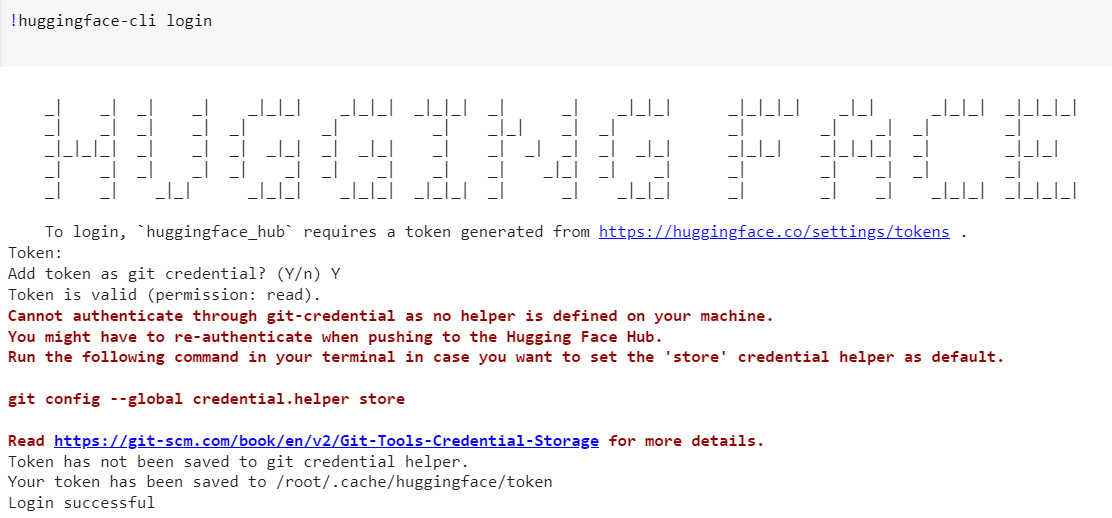 !huggingface-cli login
HUGGING FACE
To login, `huggingface_hub` requires a token generated from https://huggingface.co/settings/tokens .
Token:
Add token as git credential? (Y/n) Y
Token is valid (permission: read).
Cannot authenticate through git-credential as no helper is defined on your machine.
You might have to re-authenticate when pushing to the Hugging Face Hub.
Run the following command in your terminal in case you want to set the 'store' credential helper as default.
git config --global credential.helper store
Read https://git-scm.com/book/en/v2/Git-Tools-Credential-Storage for more details.
Token has not been saved to git credential helper.
Your token has been saved to /root/.cache/huggingface/token
Login successful